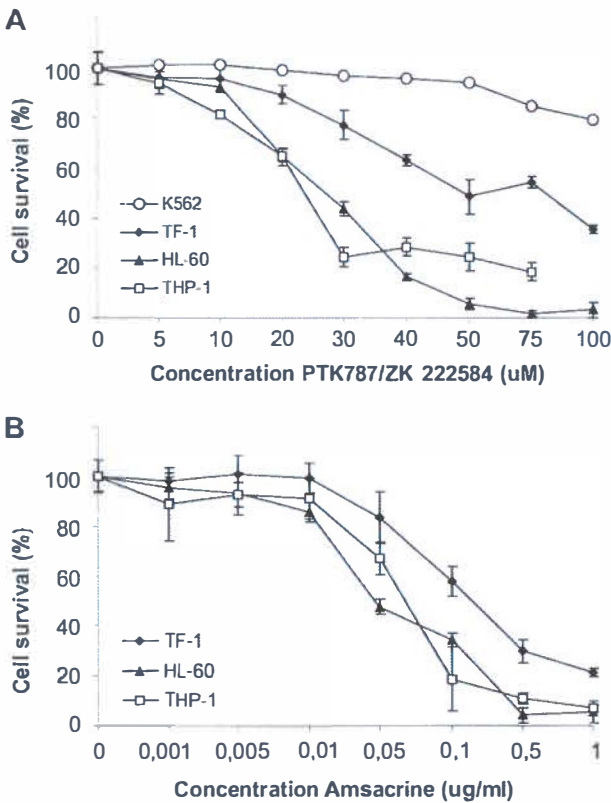 A
Cell survival (%)
100
80
60
40
20
0
K562
TF-1
HL-60
THP-1
0 5 10 20 30 40 50 75 100
Concentration PTK787/ZK 222584 (uM)
B
Cell survival (%)
100
80
60
40
20
0
TF-1
HL-60
THP-1
0 0,001 0,005 0,01 0,05 0,1 0,5 1
Concentration Amsacrine (ug/ml)